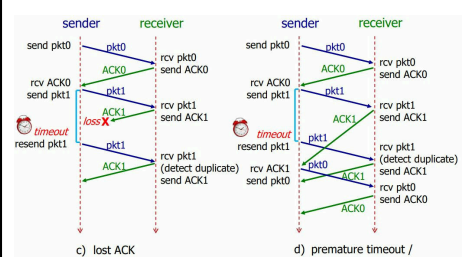 sender
receiver
send pkt0
pkt0
rcv pkt0
send ACK0
ACK0
rcv ACK0
send pkt1
pkt1
rcv pkt1
send ACK1
ACK1
loss X
timeout
resend pkt1
pkt1
rcv pkt1
(detect duplicate)
send ACK1
ACK1
c) lost ACK
sender
receiver
send pkt0
pkt0
rcv pkt0
send ACK0
ACK0
rcv ACK0
send pkt1
pkt1
rcv pkt1
send ACK1
ACK1
timeout
resend pkt1
pkt1
rcv pkt1
(detect duplicate)
send ACK1
rcv ACK1
send pkt0
pkt0
ACK1
rcv pkt0
send ACK0
ACK0
d) premature timeout /